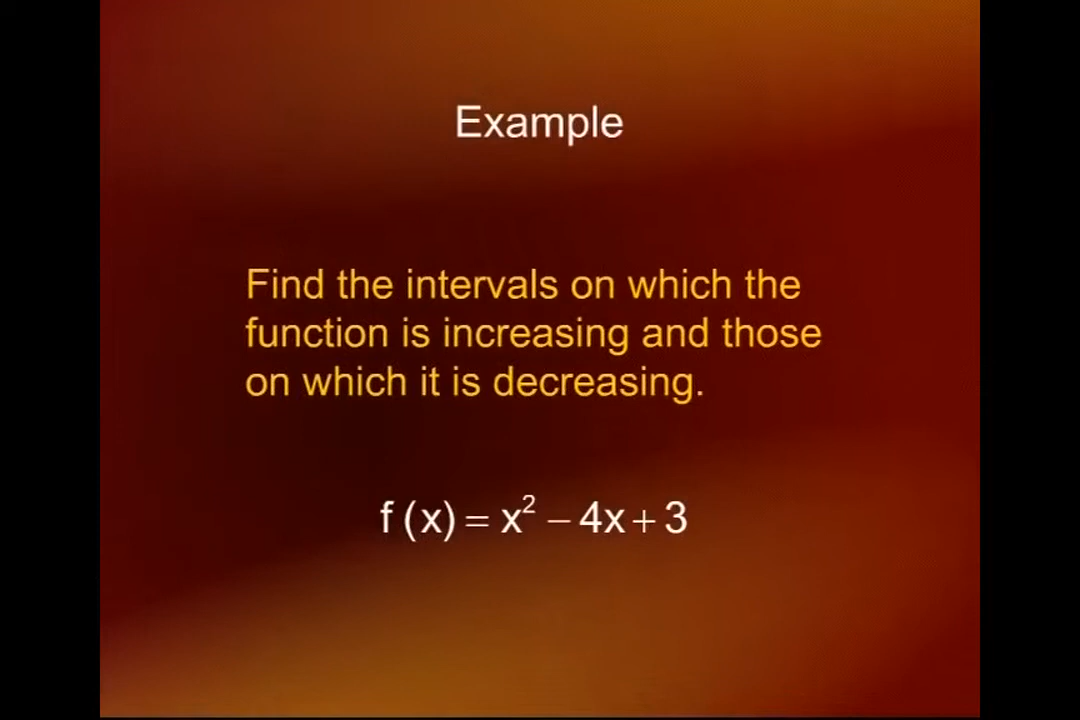 Example
Find the intervals on which the
function is increasing and those
on which it is decreasing.
f (x) = x² − 4x + 3